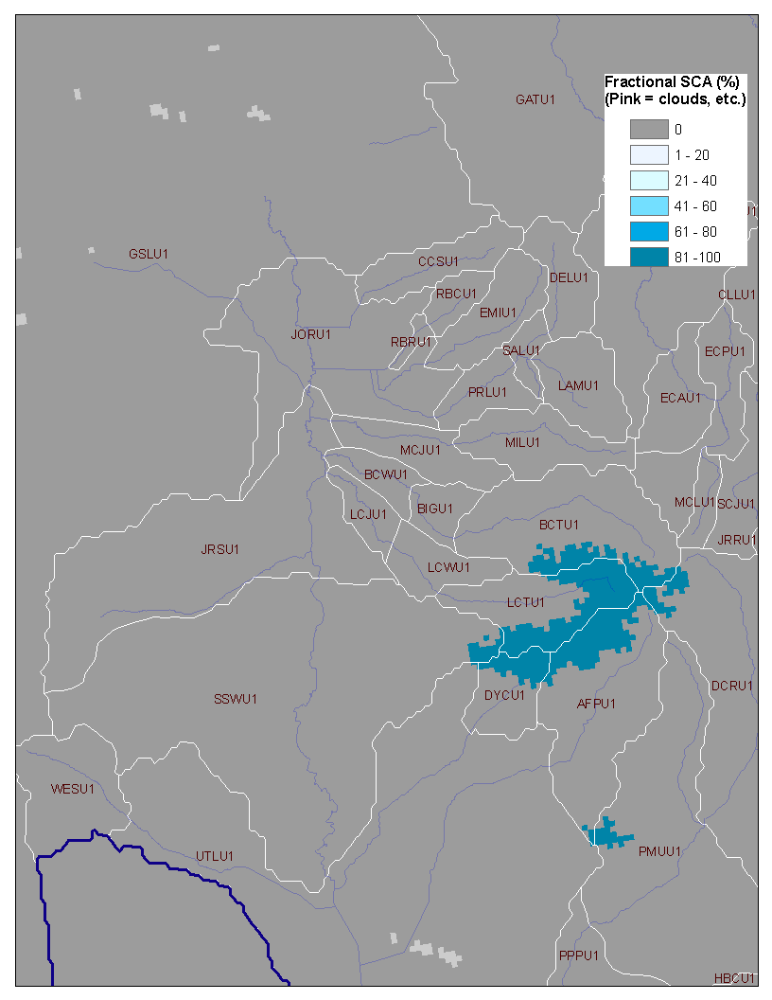 Fractional SCA (%)
(Pink = clouds, etc.)
0
1 - 20
21 - 40
41 - 60
61 - 80
81 -100
GATU1
GSLU1
CCSU1
DELU1
RBCU1
CLLU1
EMIU1
JORU1
RBRU1
SALU1
ECPU1
PRLU1
LAMU1
ECAU1
MILU1
MCJU1
BCWU1
MCLU1
SCJU1
BIGU1
LCJU1
BCTU1
JRRU1
JRSU1
LCWU1
LCTU1
DCRU1
SSWU1
DYCU1
AFPU1
WESU1
UTLU1
PMUU1
PPPU1
HBCU1